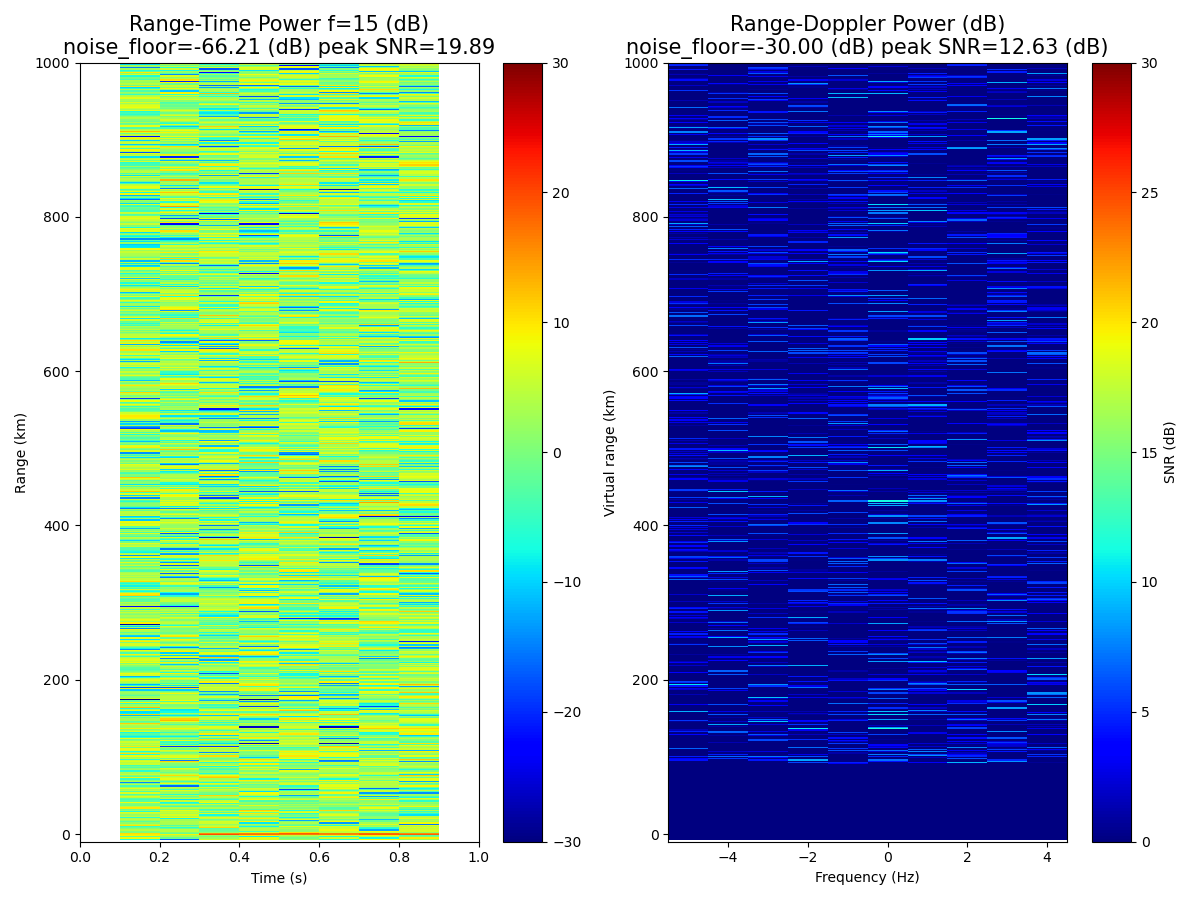 Range-Time Power f=15 (dB)
noise_floor=-66.21 (dB) peak SNR=19.89
Range-Doppler Power (dB)
noise_floor=-30.00 (dB) peak SNR=12.63 (dB)
1000
800
600
400
200
0
Range (km)
0.0 0.2 0.4 0.6 0.8 1.0
Time (s)
30
20
10
0
−10
−20
−30
1000
800
600
400
200
0
Virtual range (km)
−4 −2 0 2 4
Frequency (Hz)
30
25
20
15
10
5
0
SNR (dB)